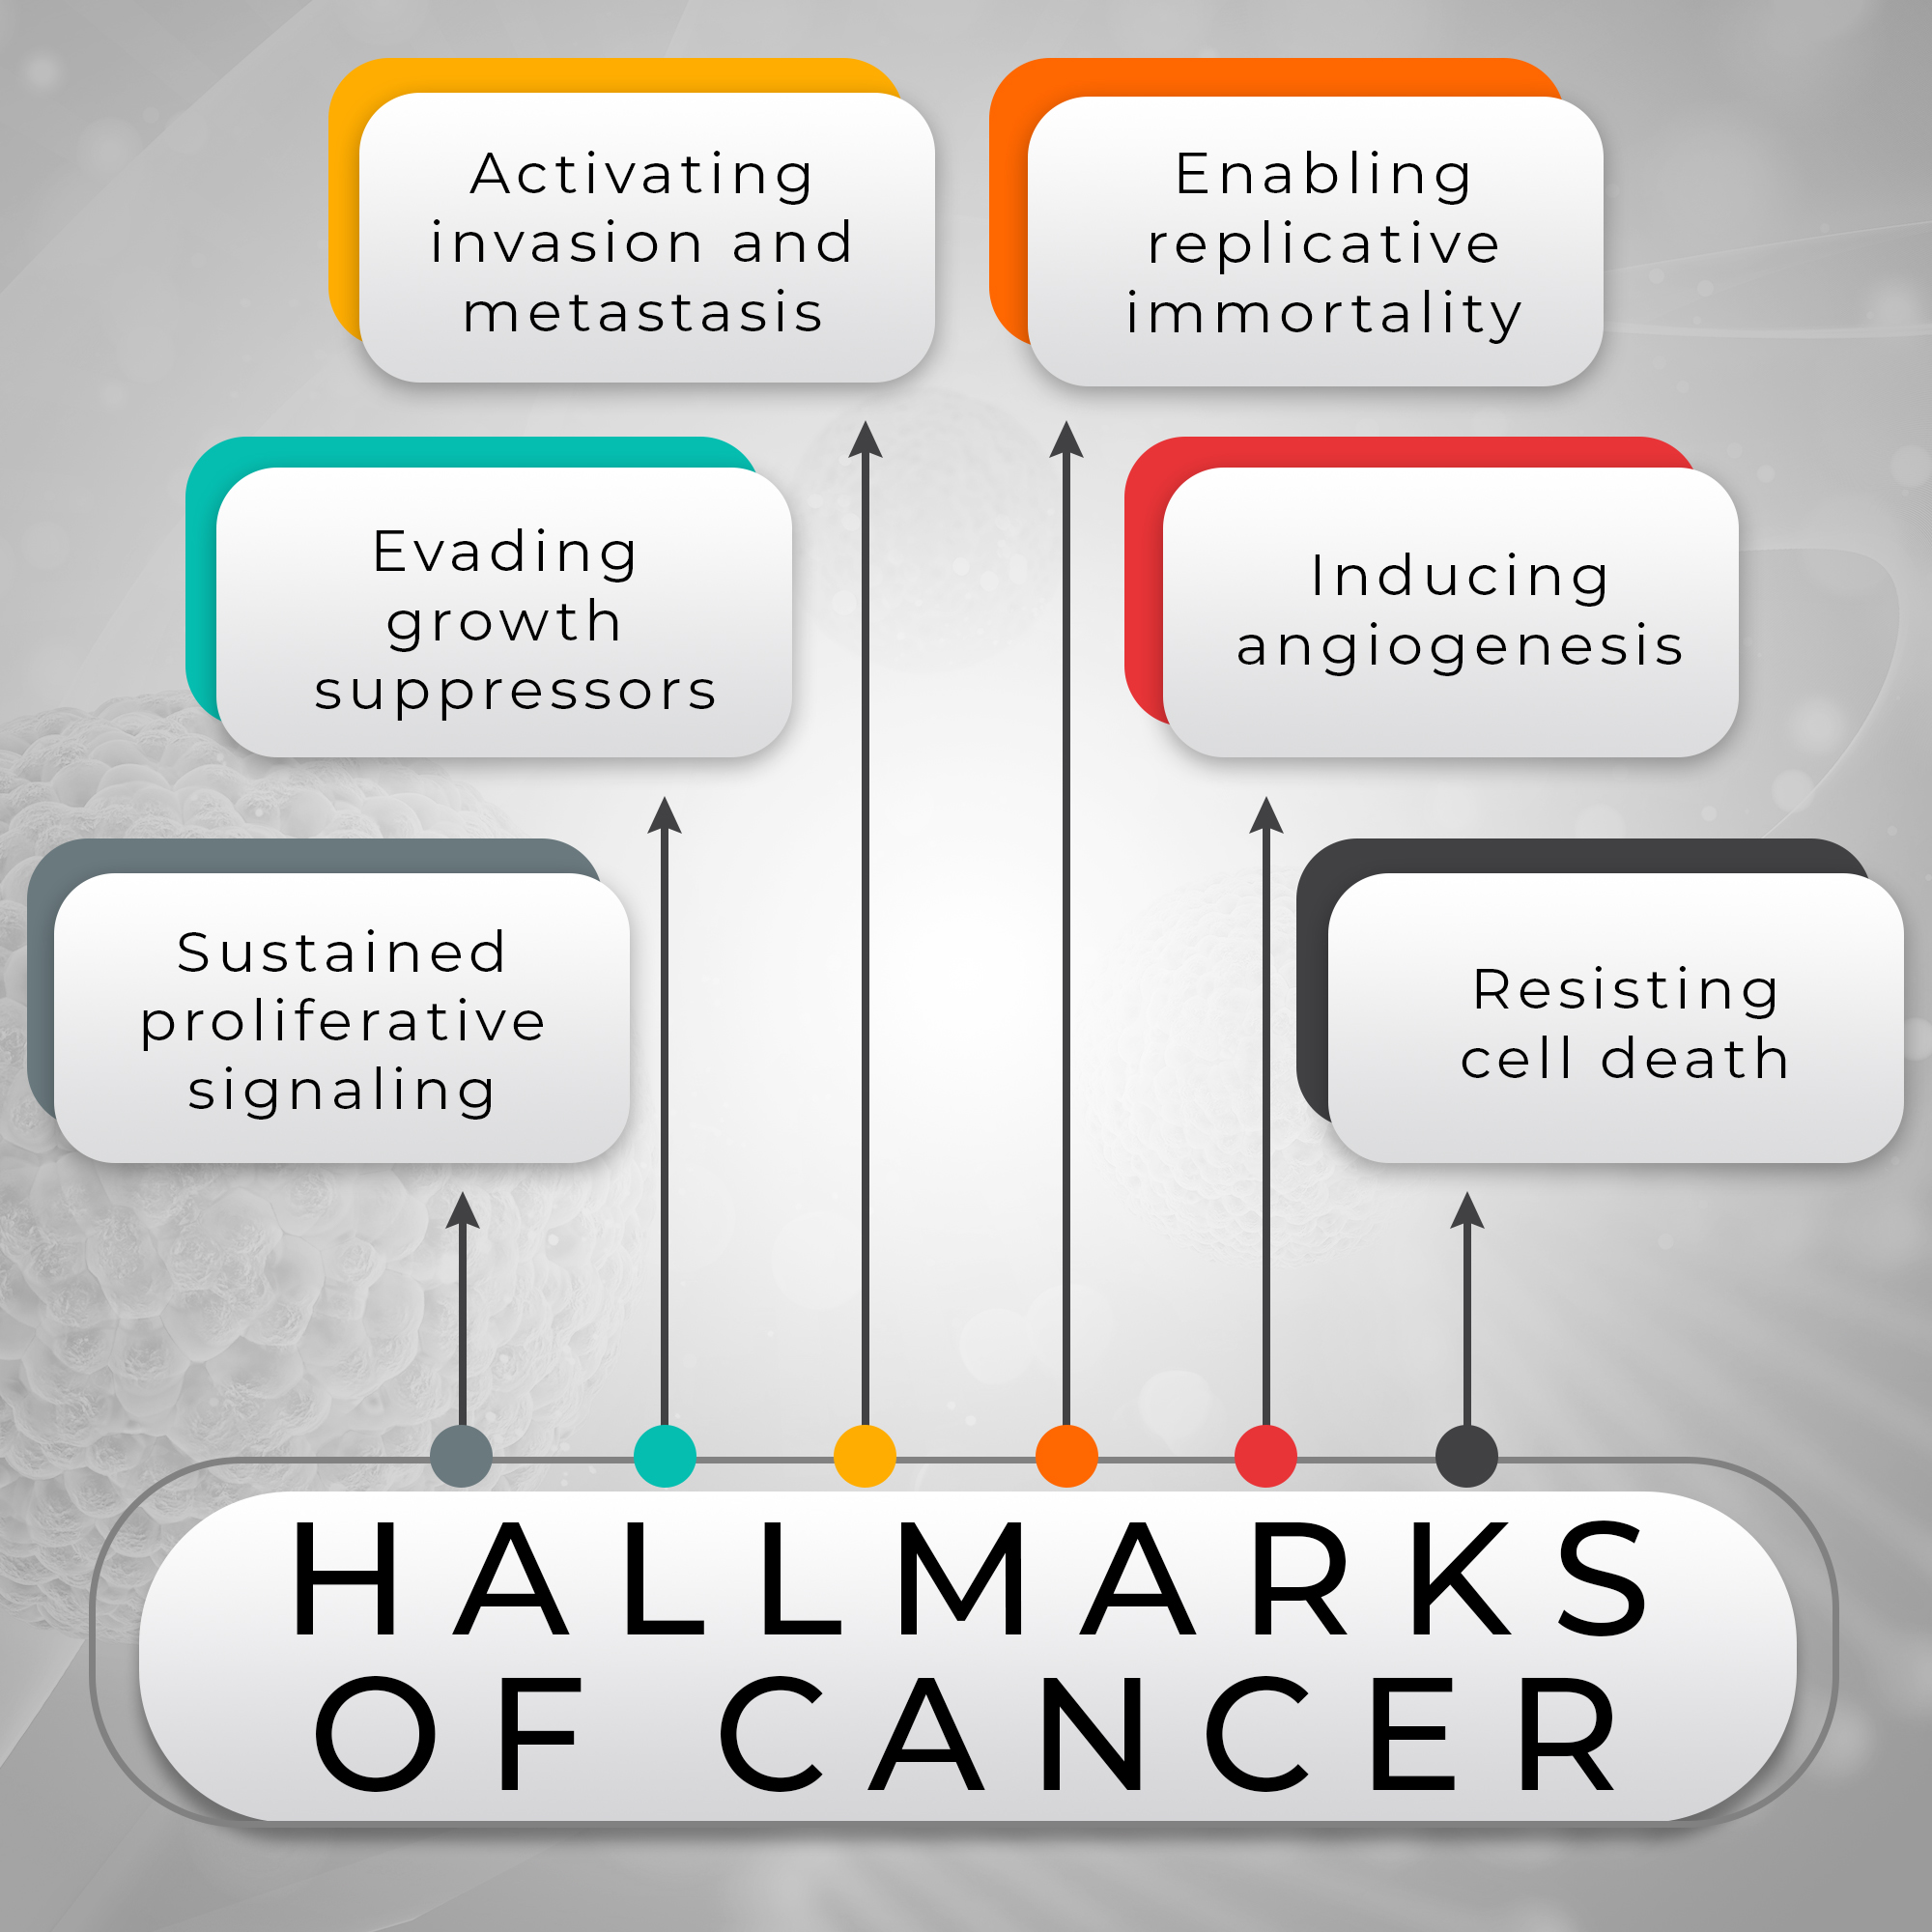 Activating
invasion and
metastasis
Enabling
replicative
immortality
Evading
growth
suppressors
Inducing
angiogenesis
Sustained
proliferative
signaling
Resisting
cell death
HALLMARKS
OF CANCER